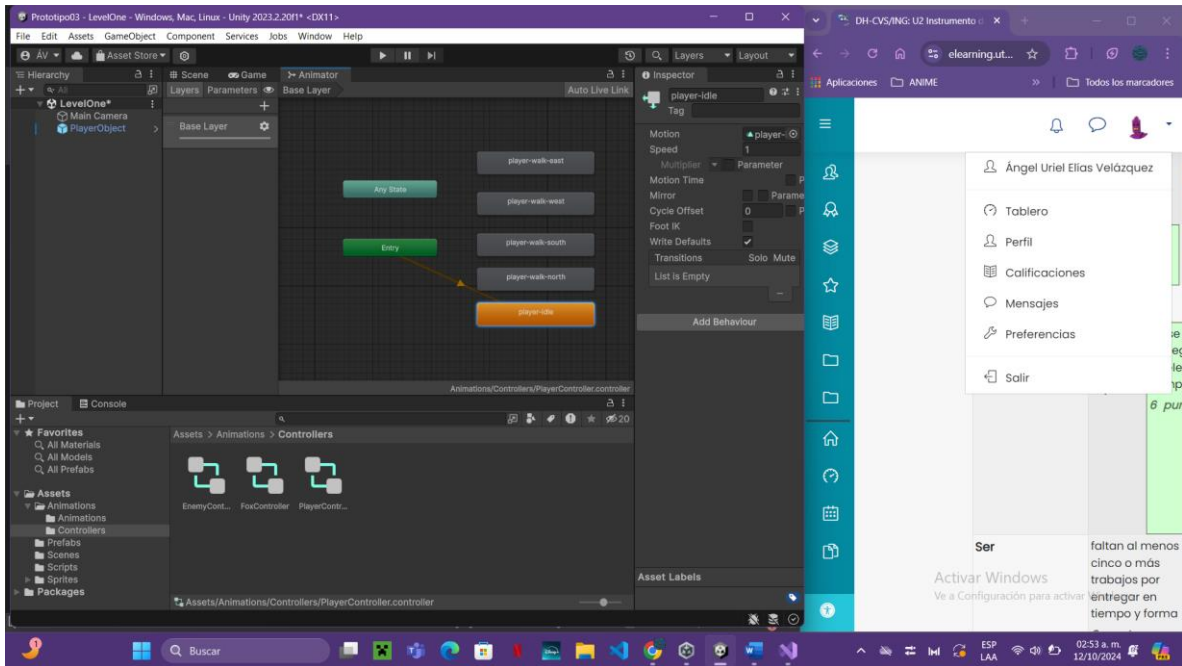 Prototipo03 - LevelOne - Windows, Mac, Linux - Unity 2023.2.20f1* <DX11>
File Edit Assets GameObject Component Services Jobs Window Help
ÁV Asset Store
Layers Layout
Hierarchy
All
LevelOne*
Main Camera
PlayerObject
Scene Game Animator
Layers Parameters Base Layer Auto Live Link
Base Layer
player-walk-east
Any State
player-walk-west
Entry
player-walk-south
player-walk-north
player-idle
Animations/Controllers/PlayerController.controller
Inspector
player-idle
Tag
Motion player-
Speed 1
Multiplier Parameter
Motion Time P
Mirror Parame
Cycle Offset 0 P
Foot IK
Write Defaults
Transitions Solo Mute
List is Empty
Add Behaviour
Asset Labels
Project Console
20
Favorites
All Materials
All Models
All Prefabs
Assets
Animations
Animations
Controllers
Prefabs
Scenes
Scripts
Sprites
Packages
Assets > Animations > Controllers
EnemyCont... FoxController PlayerContr...
Assets/Animations/Controllers/PlayerController.controller
DH-CVS/ING: U2 Instrumento d
elearning.ut...
Aplicaciones ANIME » Todos los marcadores
Ángel Uriel Elías Velázquez
Tablero
Perfil
Calificaciones
Mensajes
Preferencias
Salir
6 pur
Ser
faltan al menos
cinco o más
trabajos por
entregar en
tiempo y forma
Activar Windows
Ve a Configuración para activar
Buscar
ESP
LAA
02:53 a. m.
12/10/2024